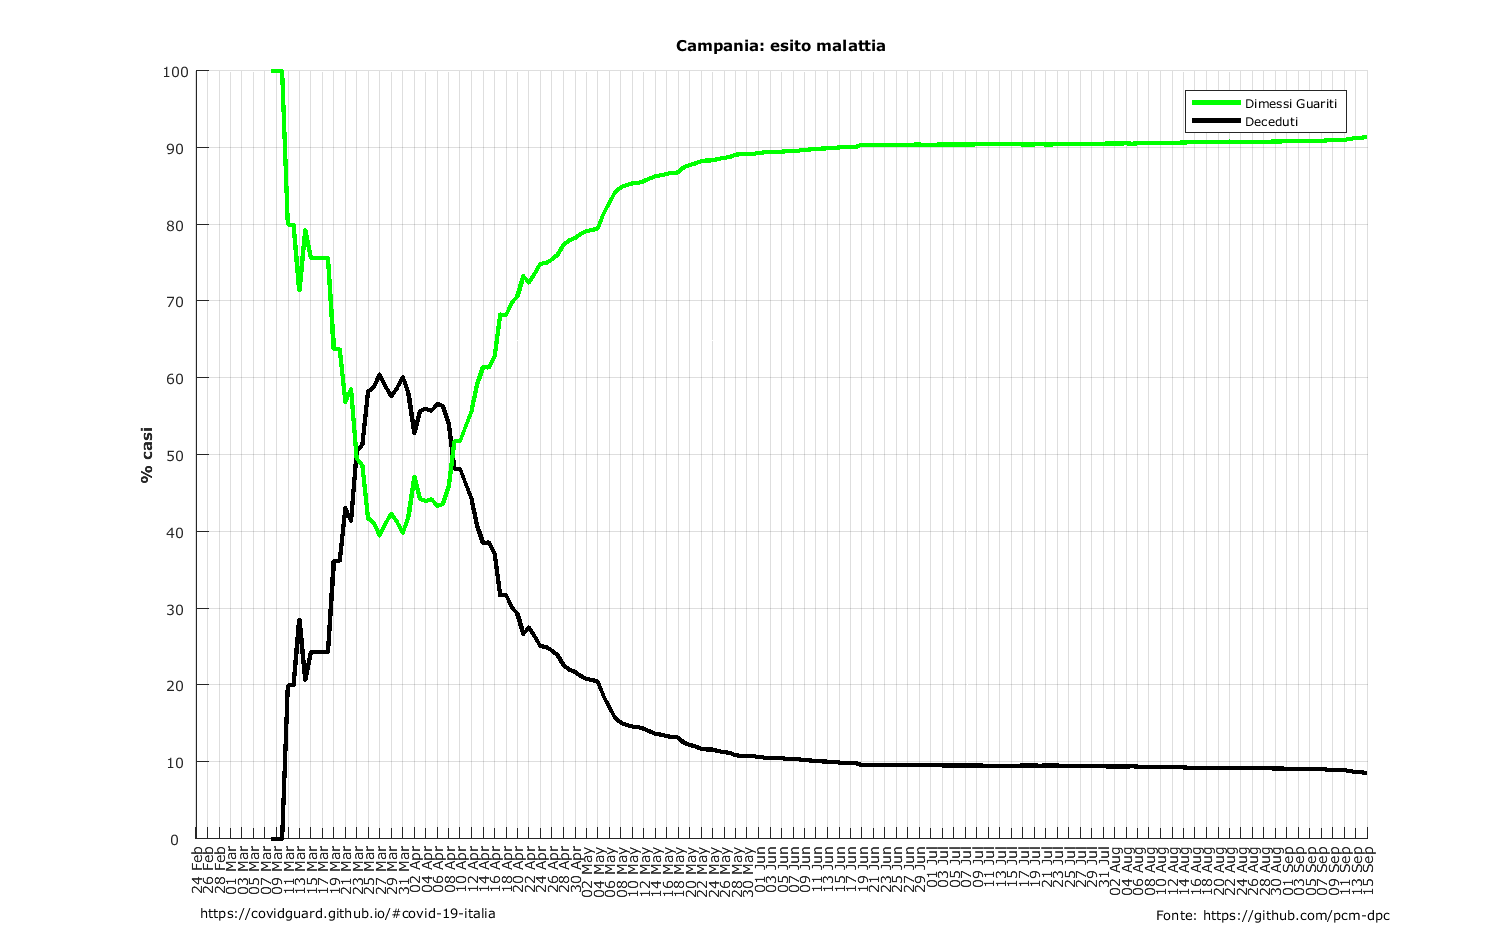 Campania: esito malattia
100
90
80
70
60
50
40
30
20
10
0
% casi
Dimessi Guariti
Deceduti
24 Feb
26 Feb
28 Feb
01 Mar
03 Mar
05 Mar
07 Mar
09 Mar
11 Mar
13 Mar
15 Mar
17 Mar
19 Mar
21 Mar
23 Mar
25 Mar
27 Mar
29 Mar
31 Mar
02 Apr
04 Apr
06 Apr
08 Apr
10 Apr
12 Apr
14 Apr
16 Apr
18 Apr
20 Apr
22 Apr
24 Apr
26 Apr
28 Apr
30 Apr
02 May
04 May
06 May
08 May
10 May
12 May
14 May
16 May
18 May
20 May
22 May
24 May
26 May
28 May
30 May
01 Jun
03 Jun
05 Jun
07 Jun
09 Jun
11 Jun
13 Jun
15 Jun
17 Jun
19 Jun
21 Jun
23 Jun
25 Jun
27 Jun
29 Jun
01 Jul
03 Jul
05 Jul
07 Jul
09 Jul
11 Jul
13 Jul
15 Jul
17 Jul
19 Jul
21 Jul
23 Jul
25 Jul
27 Jul
29 Jul
31 Jul
02 Aug
04 Aug
06 Aug
08 Aug
10 Aug
12 Aug
14 Aug
16 Aug
18 Aug
20 Aug
22 Aug
24 Aug
26 Aug
28 Aug
30 Aug
01 Sep
03 Sep
05 Sep
07 Sep
09 Sep
11 Sep
13 Sep
15 Sep
https://covidguard.github.io/#covid-19-italia
Fonte: https://github.com/pcm-dpc